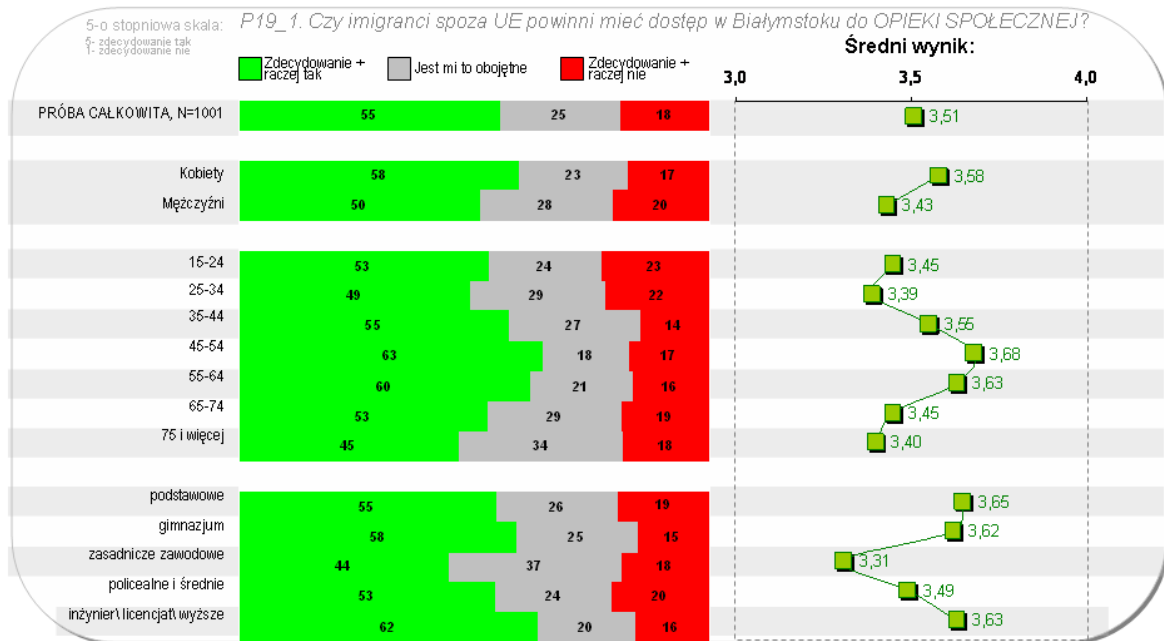 5-o stopniowa skala:
5- zdecydowanie tak
1- zdecydowanie nie
P19_1. Czy imigranci spoza UE powinni mieć dostęp w Białymstoku do OPIEKI SPOŁECZNEJ?
Zdecydowanie + raczej tak
Jest mi to obojętne
Zdecydowanie + raczej nie
Średni wynik:
3,0 3,5 4,0
PRÓBA CAŁKOWITA, N=1001 55 25 18 3,51
Kobiety 58 23 17 3,58
Mężczyźni 50 28 20 3,43
15-24 53 24 23 3,45
25-34 49 29 22 3,39
35-44 55 27 14 3,55
45-54 63 18 17 3,68
55-64 60 21 16 3,63
65-74 53 29 19 3,45
75 i więcej 45 34 18 3,40
podstawowe 55 26 19 3,65
gimnazjum 58 25 15 3,62
zasadnicze zawodowe 44 37 18 3,31
policealne i średnie 53 24 20 3,49
inżynier\ licencjat\ wyższe 62 20 16 3,63